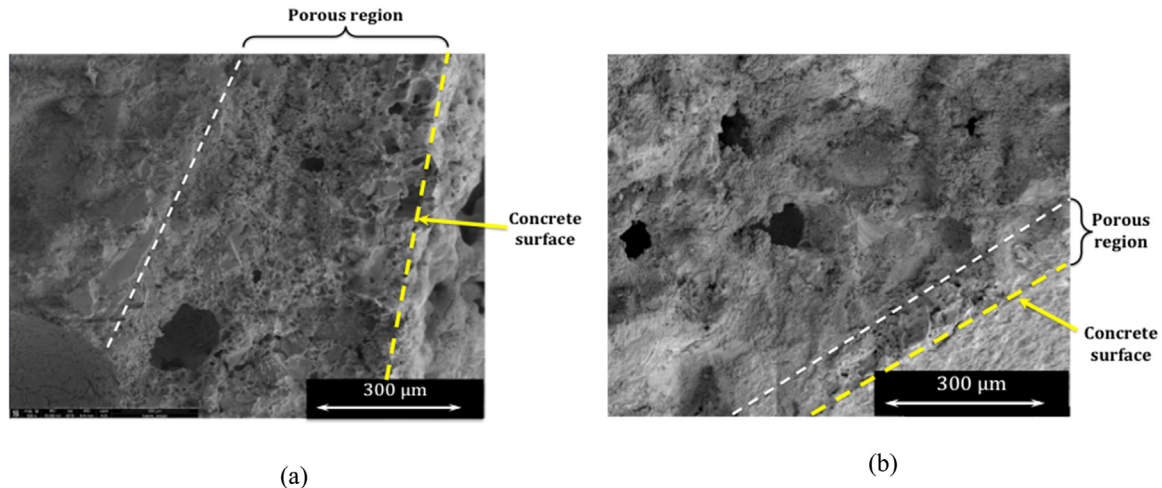 Porous region
Concrete
surface
300 µm
(a)
Porous
region
Concrete
surface
300 µm
(b)